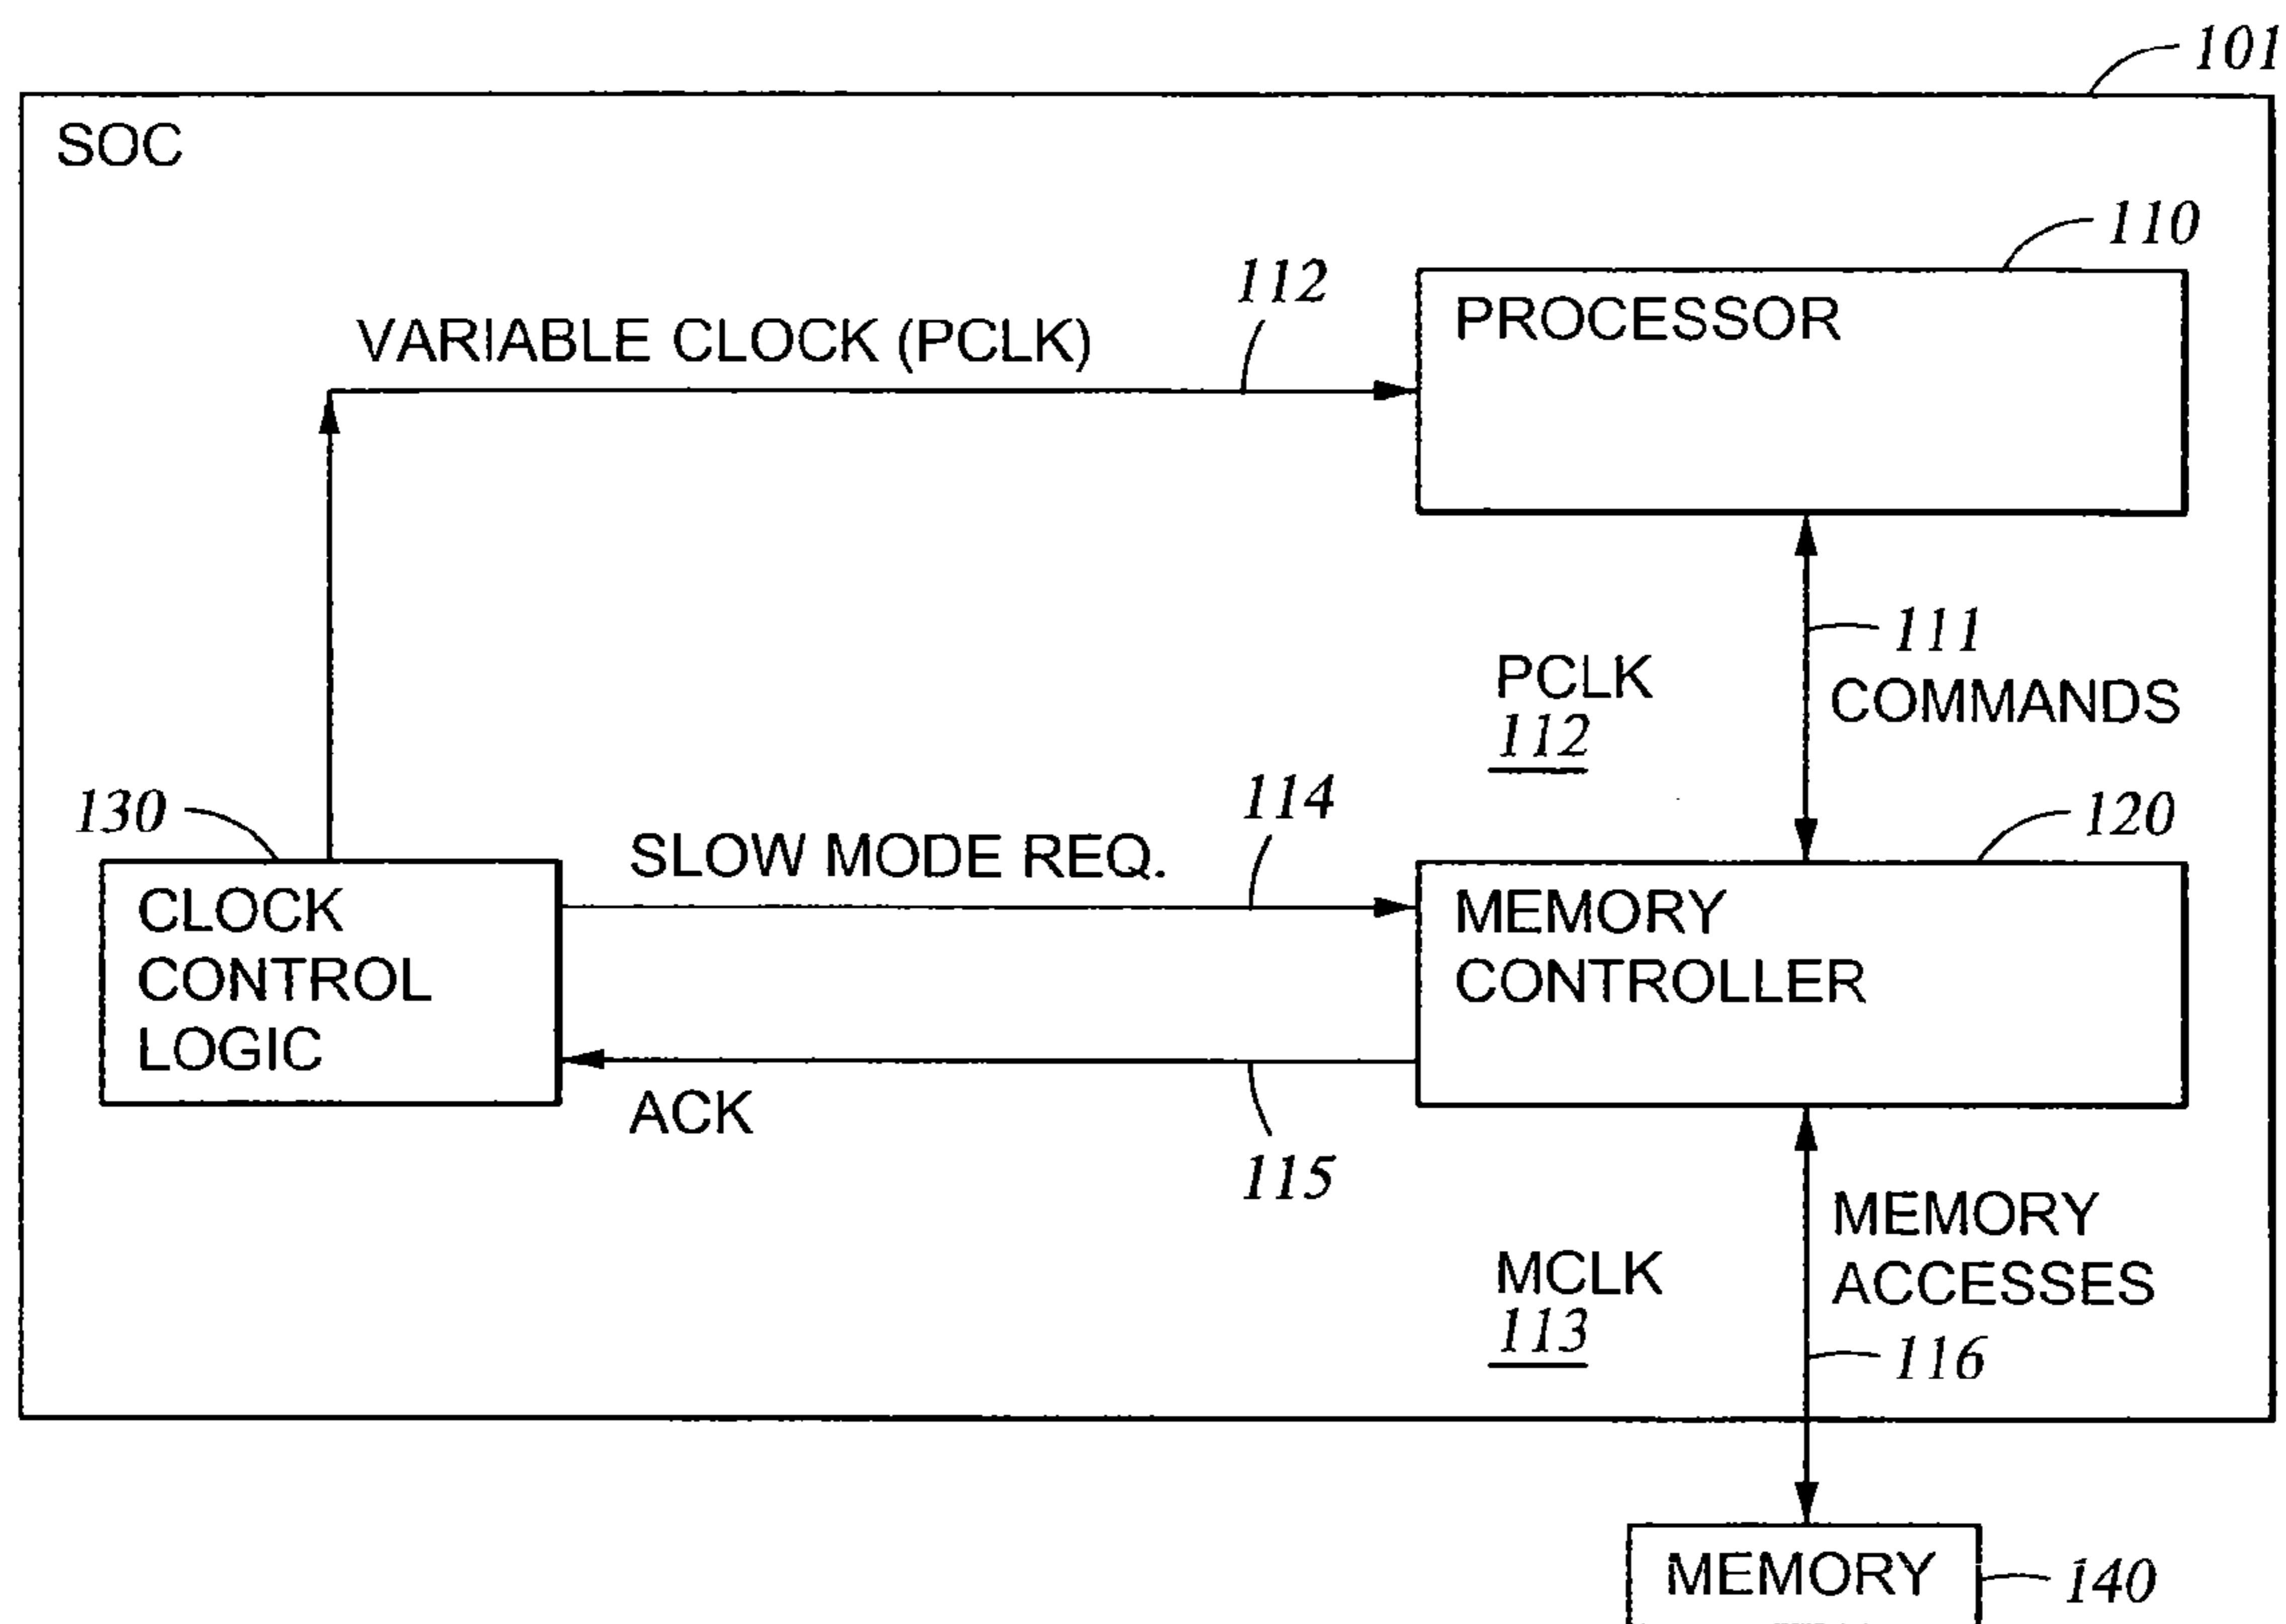 101
SOC
110
112
PROCESSOR
VARIABLE CLOCK (PCLK)
111
PCLK
COMMANDS
112
114
120
130
SLOW MODE REQ.
CLOCK
CONTROL
LOGIC
MEMORY
CONTROLLER
ACK
115
MEMORY
ACCESSES
MCLK
113
116
MEMORY
140